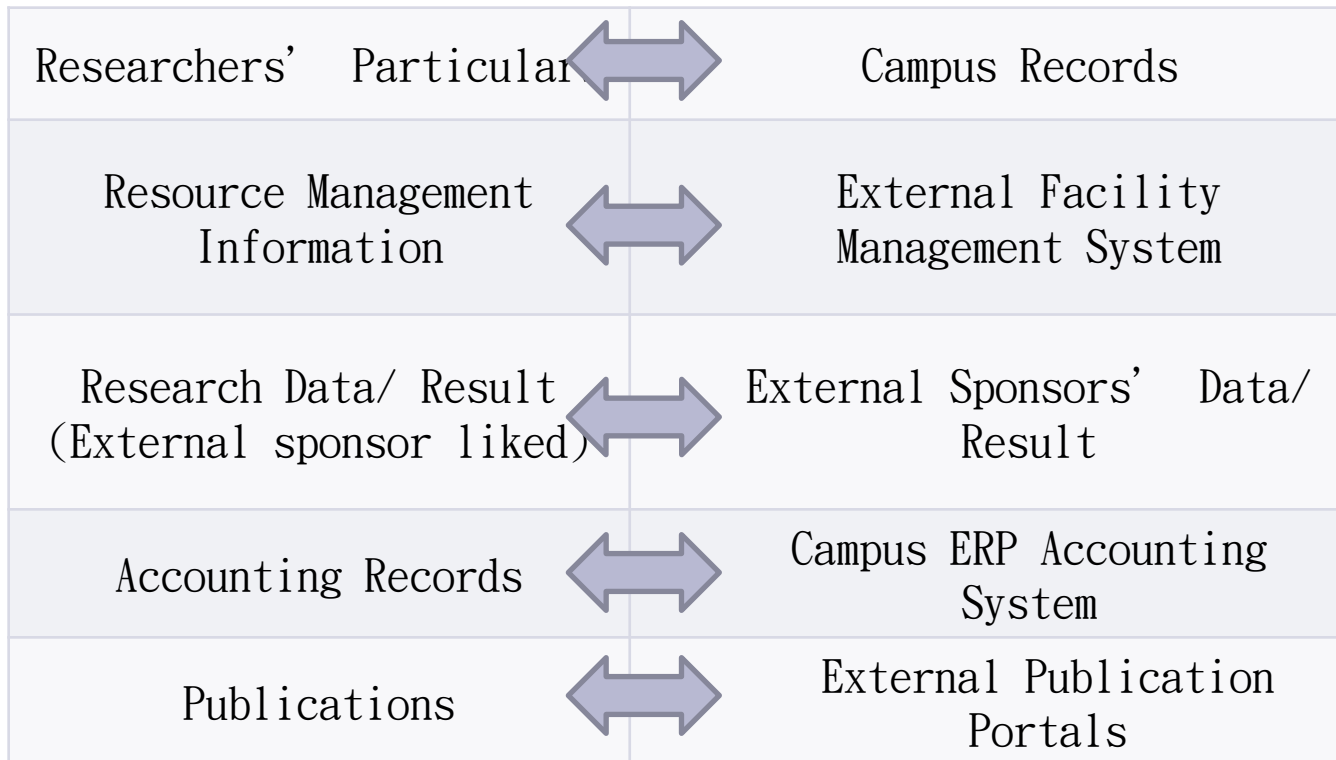 Researchers’ Particular
Campus Records
Resource Management
Information
External Facility
Management System
Research Data/ Result
(External sponsor liked)
External Sponsors’ Data/
Result
Accounting Records
Campus ERP Accounting
System
Publications
External Publication
Portals